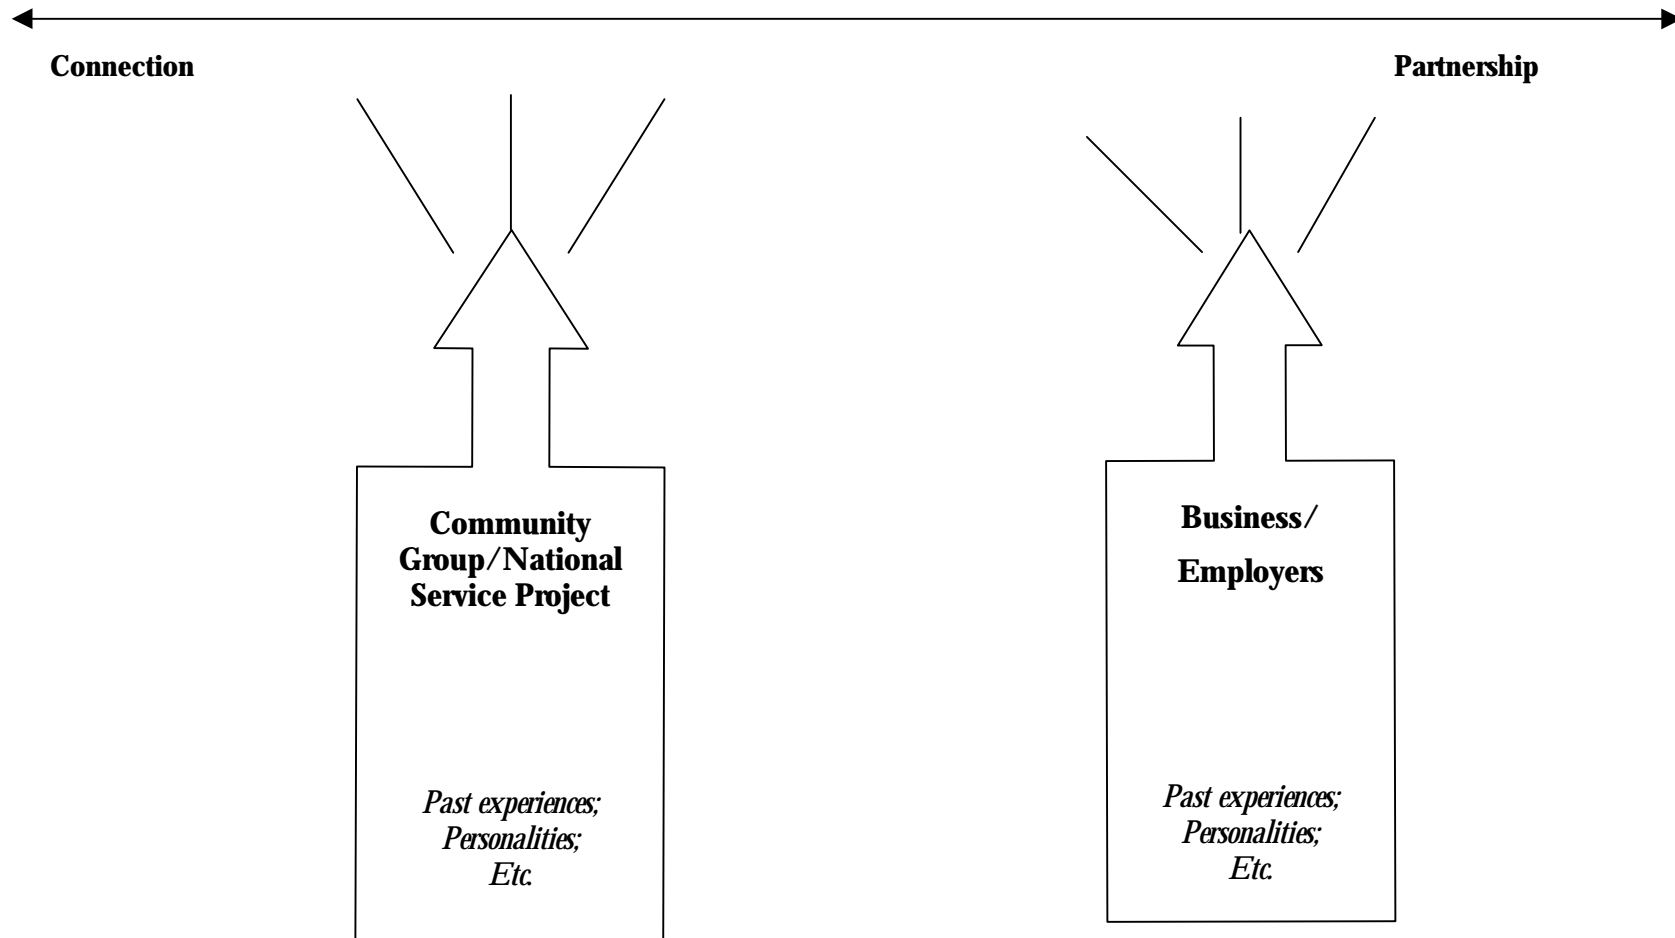 Connection
Partnership
Community
Group/National
Service Project
Past experiences;
Personalities;
Etc.
Business/
Employers
Past experiences;
Personalities;
Etc.